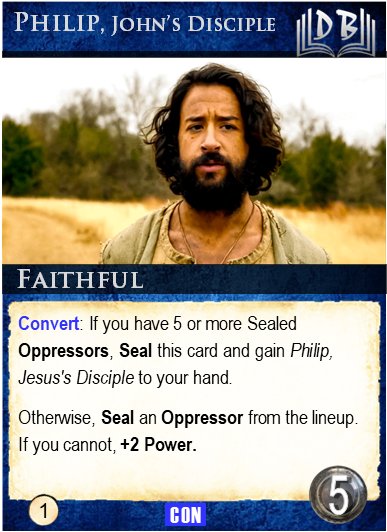 PHILIP, JOHN'S DISCIPLE
DB
FAITHFUL
Convert: If you have 5 or more Sealed
Oppressors, Seal this card and gain Philip,
Jesus's Disciple to your hand.
Otherwise, Seal an Oppressor from the lineup.
If you cannot, +2 Power.
1
CON
5